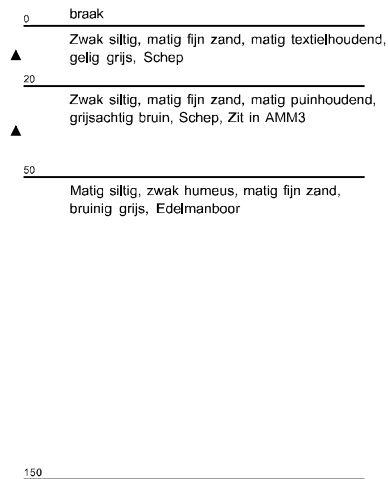 0 braak
Zwak siltig, matig fijn zand, matig textielhoudend,
gelig grijs, Schep
20
Zwak siltig, matig fijn zand, matig puinhoudend,
grijsachtig bruin, Schep, Zit in AMM3
50
Matig siltig, zwak humeus, matig fijn zand,
bruinig grijs, Edelmanboor
150